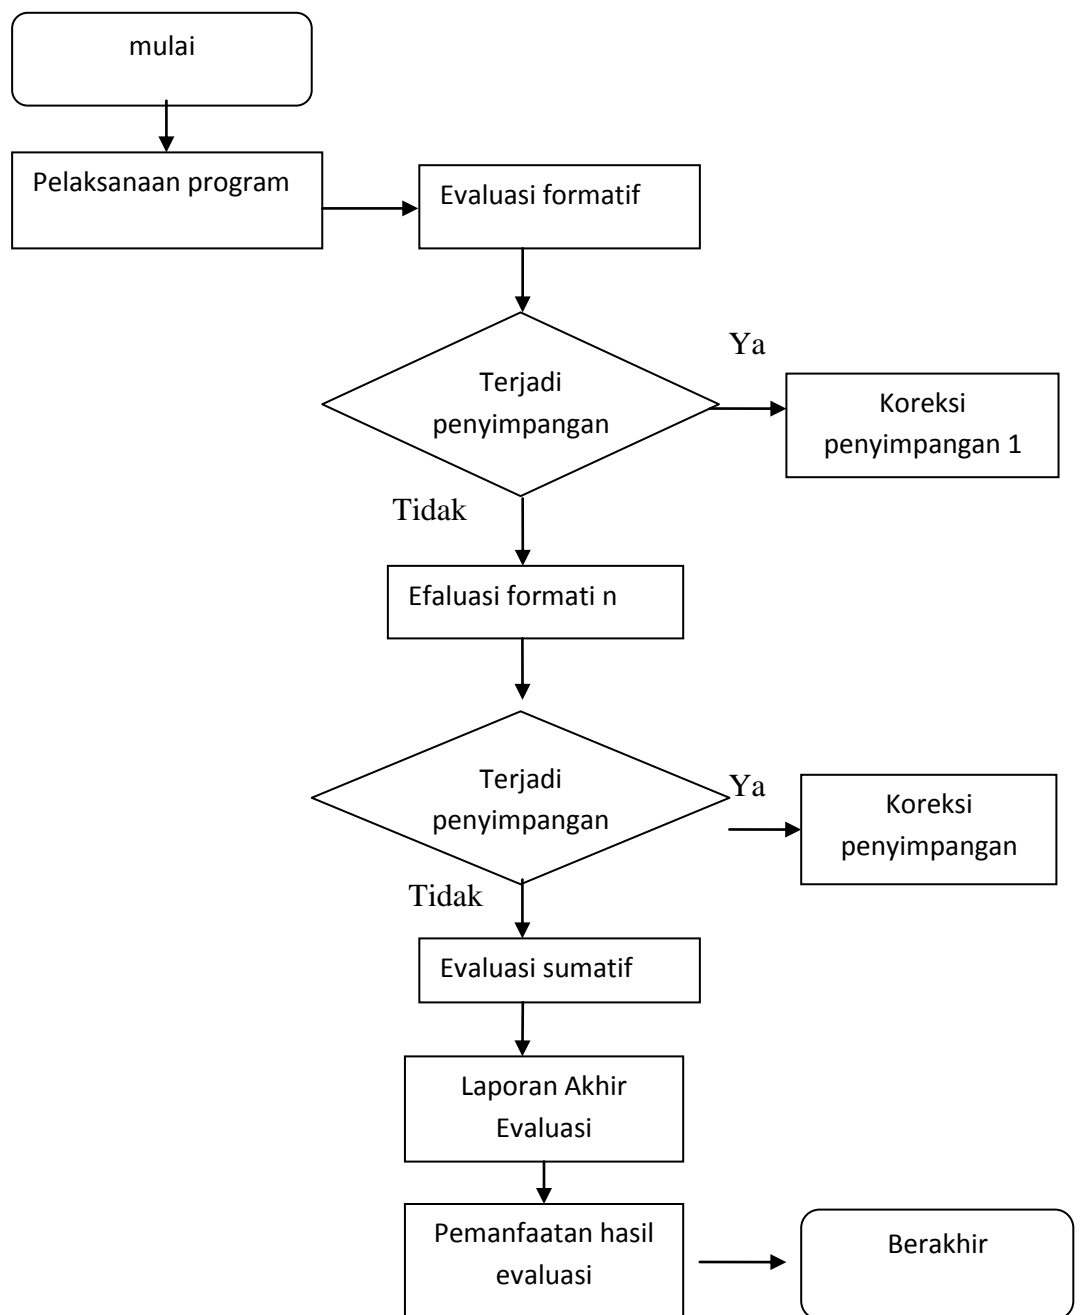 mulai
Pelaksanaan program
Evaluasi formatif
Terjadi
penyimpangan
Ya
Koreksi
penyimpangan 1
Tidak
Efaluasi formati n
Terjadi
penyimpangan
Ya
Koreksi
penyimpangan
Tidak
Evaluasi sumatif
Laporan Akhir
Evaluasi
Pemanfaatan hasil
evaluasi
Berakhir